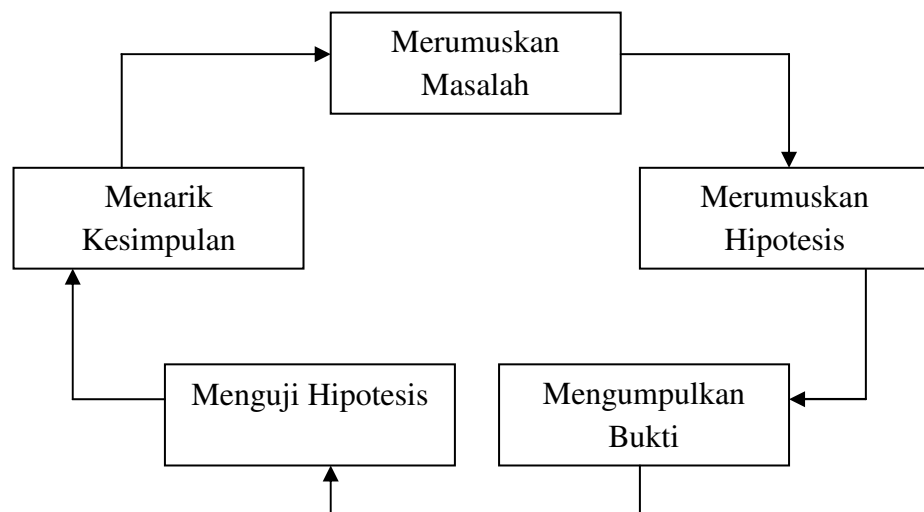 Merumuskan
Masalah
Menarik
Kesimpulan
Merumuskan
Hipotesis
Menguji Hipotesis
Mengumpulkan
Bukti